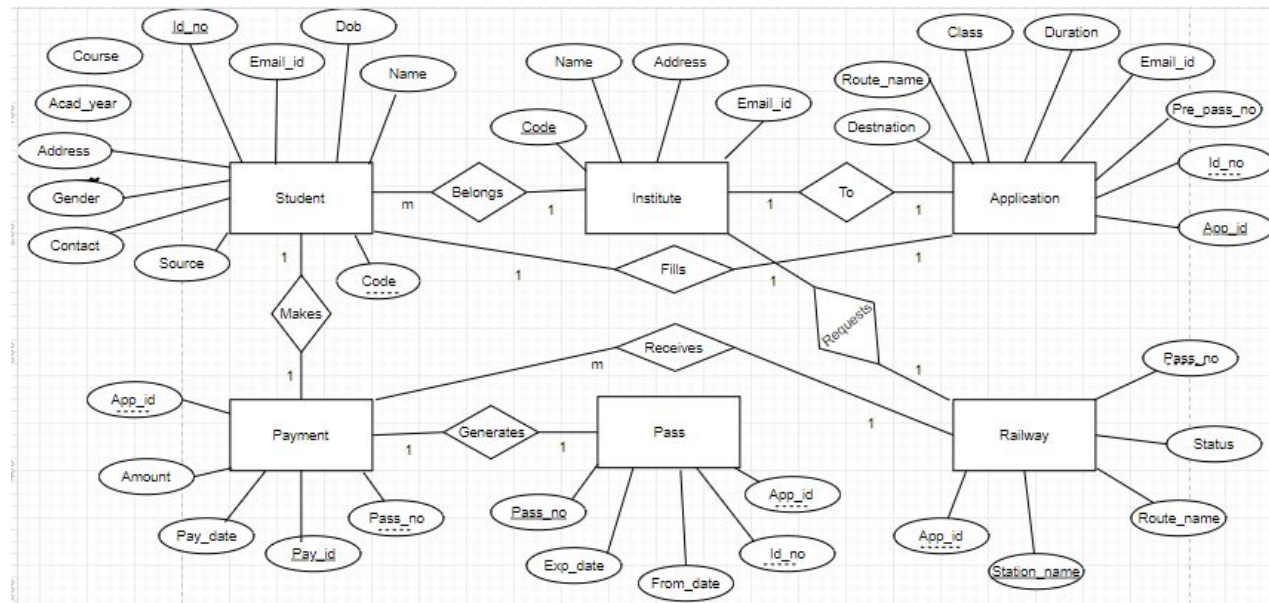 Id_no
Dob
Course
Email_id
Name
Acad_year
Address
Gender
Contact
Source
Code
Student
m
Belongs
1
Name
Address
Code
Email_id
Institute
1
To
1
Class
Duration
Route_name
Email_id
Destnation
Pre_pass_no
Id_no
App_id
Application
1
Fills
1
1
Makes
1
1
Requests
1
Receives
m
1
App_id
Payment
Amount
Pay_date
Pay_id
Pass_no
1
Generates
1
Pass
Pass_no
Exp_date
From_date
Id_no
App_id
Railway
Pass_no
Status
Route_name
App_id
Station_name